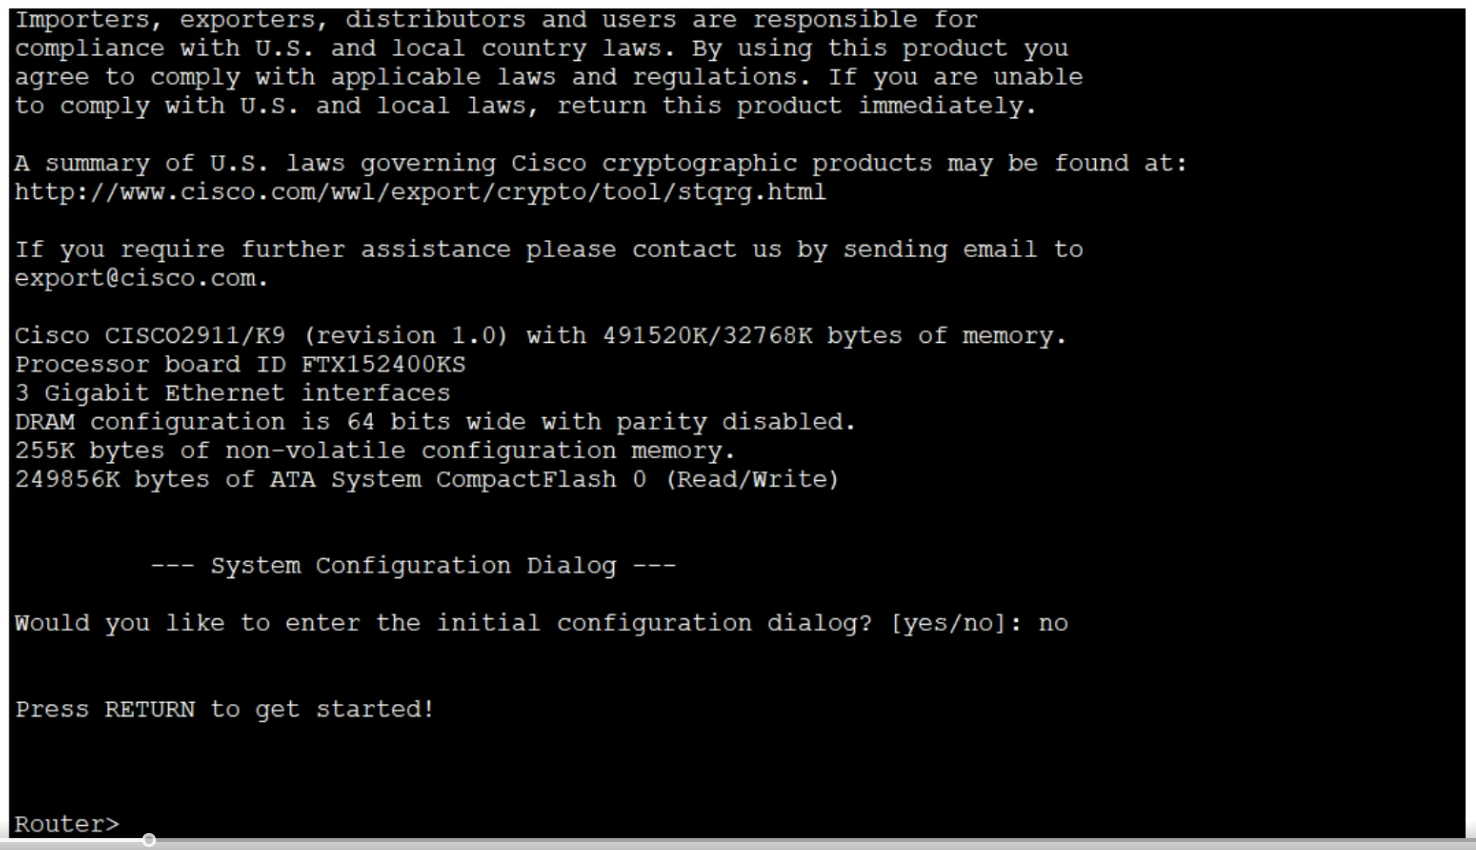 Importers, exporters, distributors and users are responsible for
compliance with U.S. and local country laws. By using this product you
agree to comply with applicable laws and regulations. If you are unable
to comply with U.S. and local laws, return this product immediately.
A summary of U.S. laws governing Cisco cryptographic products may be found at:
http://www.cisco.com/wwl/export/crypto/tool/stqrg.html
If you require further assistance please contact us by sending email to
export@cisco.com.
Cisco CISCO2911/K9 (revision 1.0) with 491520K/32768K bytes of memory.
Processor board ID FTX152400KS
3 Gigabit Ethernet interfaces
DRAM configuration is 64 bits wide with parity disabled.
255K bytes of non-volatile configuration memory.
249856K bytes of ATA System CompactFlash 0 (Read/Write)
--- System Configuration Dialog ---
Would you like to enter the initial configuration dialog? [yes/no]: no
Press RETURN to get started!
Router>